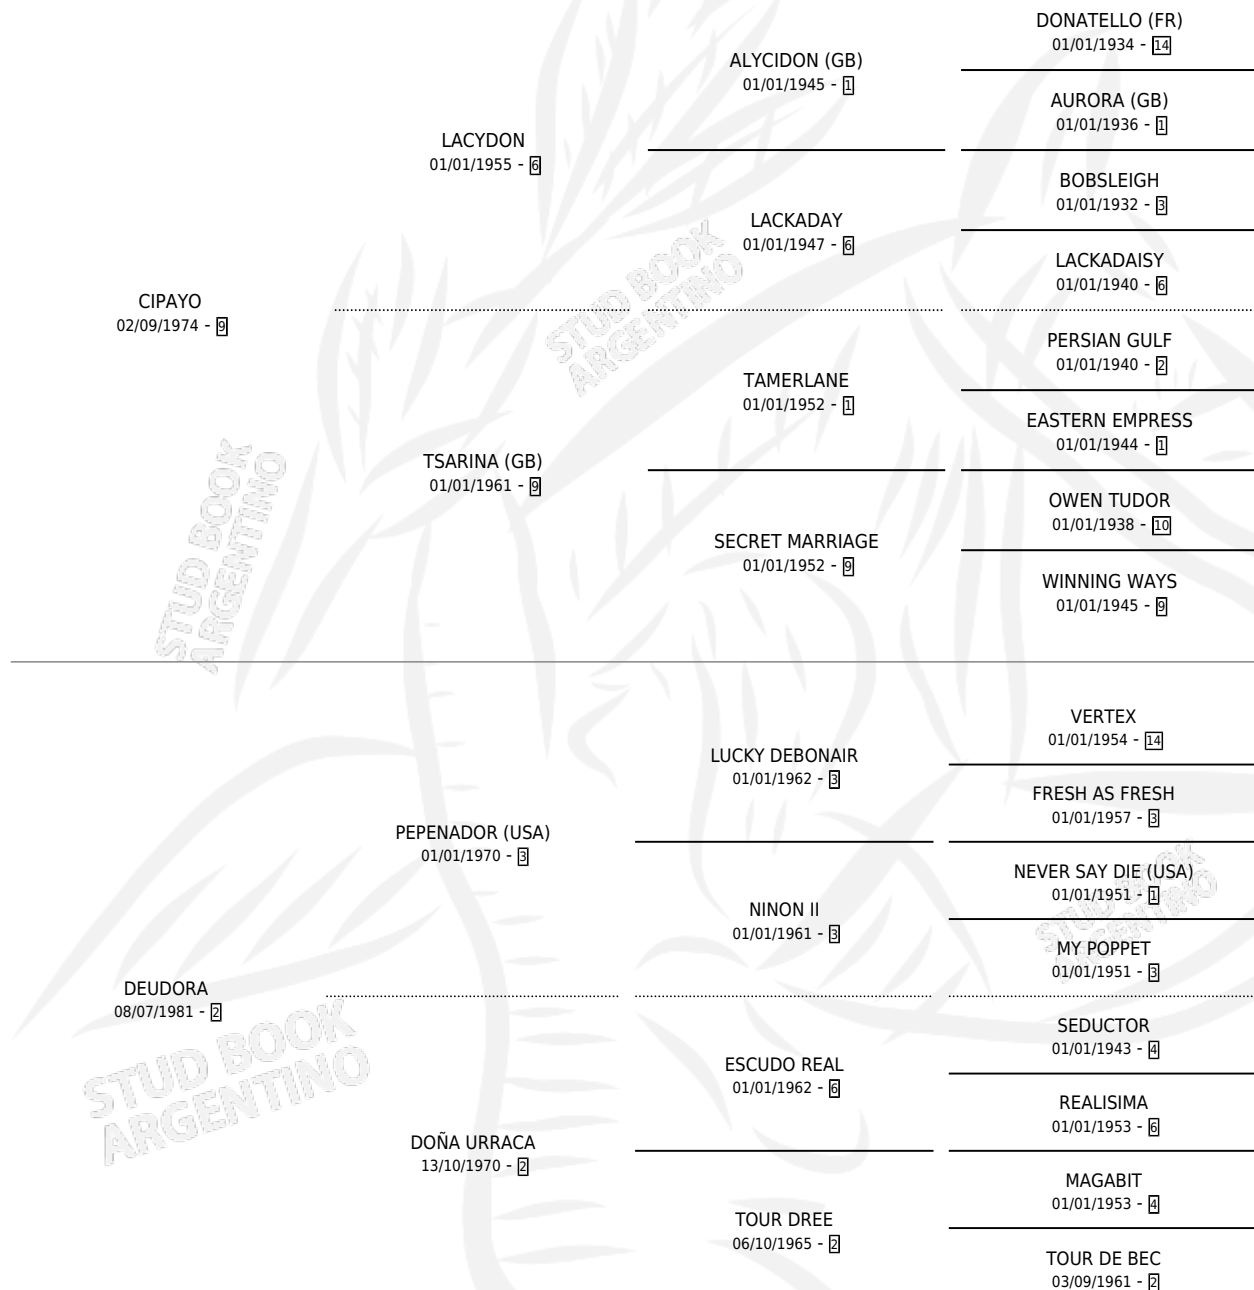 DONATELLO (FR)
01/01/1934 - 14
ALYCIDON (GB)
01/01/1945 - 1
AURORA (GB)
01/01/1936 - 1
LACYDON
01/01/1955 - 6
BOBSLEIGH
01/01/1932 - 3
LACKADAY
01/01/1947 - 6
LACKADAISY
01/01/1940 - 6
CIPAYO
02/09/1974 - 9
PERSIAN GULF
01/01/1940 - 2
TAMERLANE
01/01/1952 - 1
EASTERN EMPRESS
01/01/1944 - 1
TSARINA (GB)
01/01/1961 - 9
OWEN TUDOR
01/01/1938 - 10
SECRET MARRIAGE
01/01/1952 - 9
WINNING WAYS
01/01/1945 - 9
STUD BOOK
ARGENTINO
STUD BOOK
ARGENTINO
VERTEX
01/01/1954 - 14
LUCKY DEBONAIR
01/01/1962 - 3
FRESH AS FRESH
01/01/1957 - 3
PEPENADOR (USA)
01/01/1970 - 3
NEVER SAY DIE (USA)
01/01/1951 - 1
NINON II
01/01/1961 - 3
MY POPPET
01/01/1951 - 3
STUD BOOK
ARGENTINO
DEUDORA
08/07/1981 - 2
SEDUCTOR
01/01/1943 - 4
ESCUDO REAL
01/01/1962 - 6
REALISIMA
01/01/1953 - 6
STUD BOOK
ARGENTINO
DOÑA URRACA
13/10/1970 - 2
MAGABIT
01/01/1953 - 4
TOUR DREE
06/10/1965 - 2
TOUR DE BEC
03/09/1961 - 2